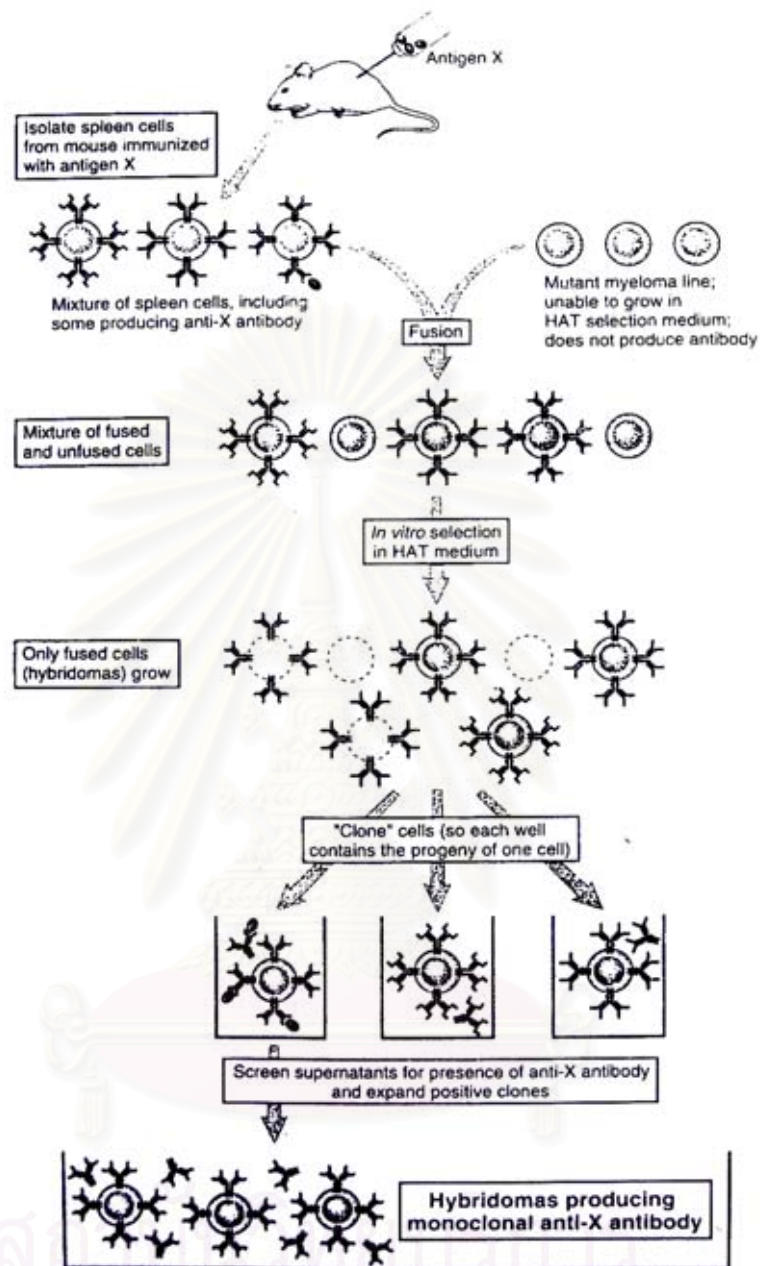 Antigen X
Isolate spleen cells
from mouse immunized
with antigen X
Mixture of spleen cells, including
some producing anti-X antibody
Mutant myeloma line;
unable to grow in
HAT selection medium;
does not produce antibody
Fusion
Mixture of fused
and unfused cells
In vitro selection
in HAT medium
Only fused cells
(hybridomas) grow
"Clone" cells (so each well
contains the progeny of one cell)
Screen supernatants for presence of anti-X antibody
and expand positive clones
Hybridomas producing
monoclonal anti-X antibody